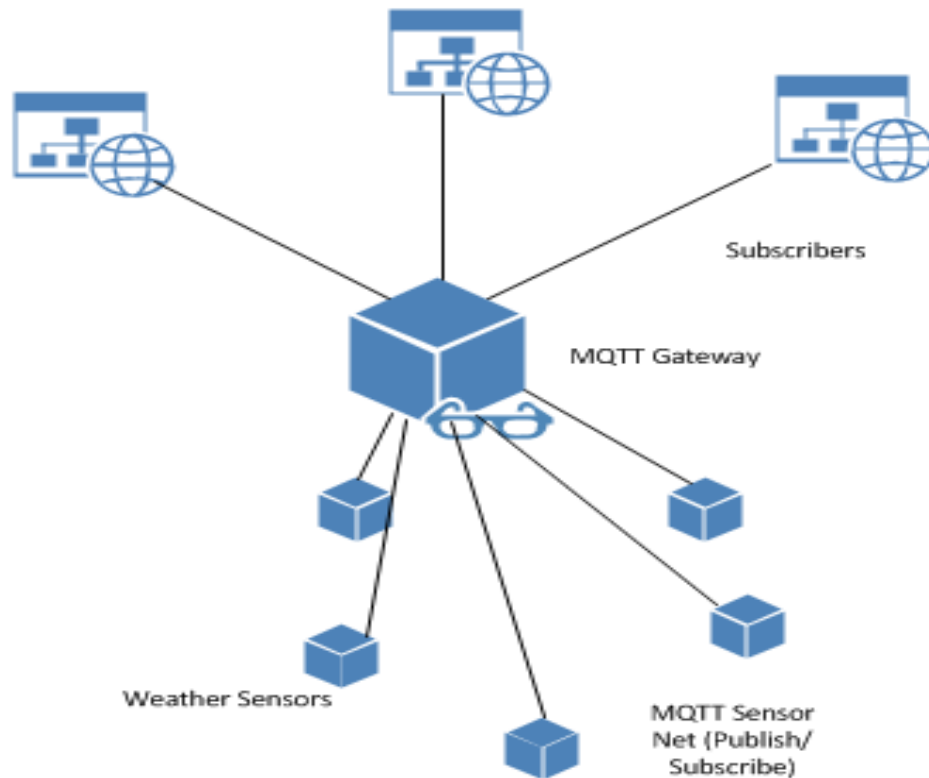 Subscribers
MQTT Gateway
Weather Sensors
MQTT Sensor
Net (Publish/
Subscribe)